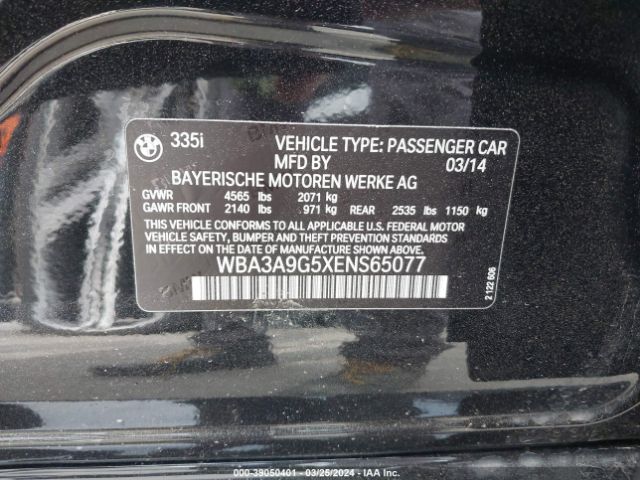 335i
VEHICLE TYPE: PASSENGER CAR
MFD BY 03/14
BAYERISCHE MOTOREN WERKE AG
GVWR 4565 lbs 2071 kg
GAWR FRONT 2140 lbs 971 kg REAR 2535 lbs 1150 kg
THIS VEHICLE CONFORMS TO ALL APPLICABLE U.S. FEDERAL MOTOR
VEHICLE SAFETY, BUMPER AND THEFT PREVENTION STANDARDS
IN EFFECT ON THE DATE OF MANUFACTURE SHOWN ABOVE.
WBA3A9G5XENS65077
2 122 606
000-39050401 - 03/25/2024 - IAA Inc.